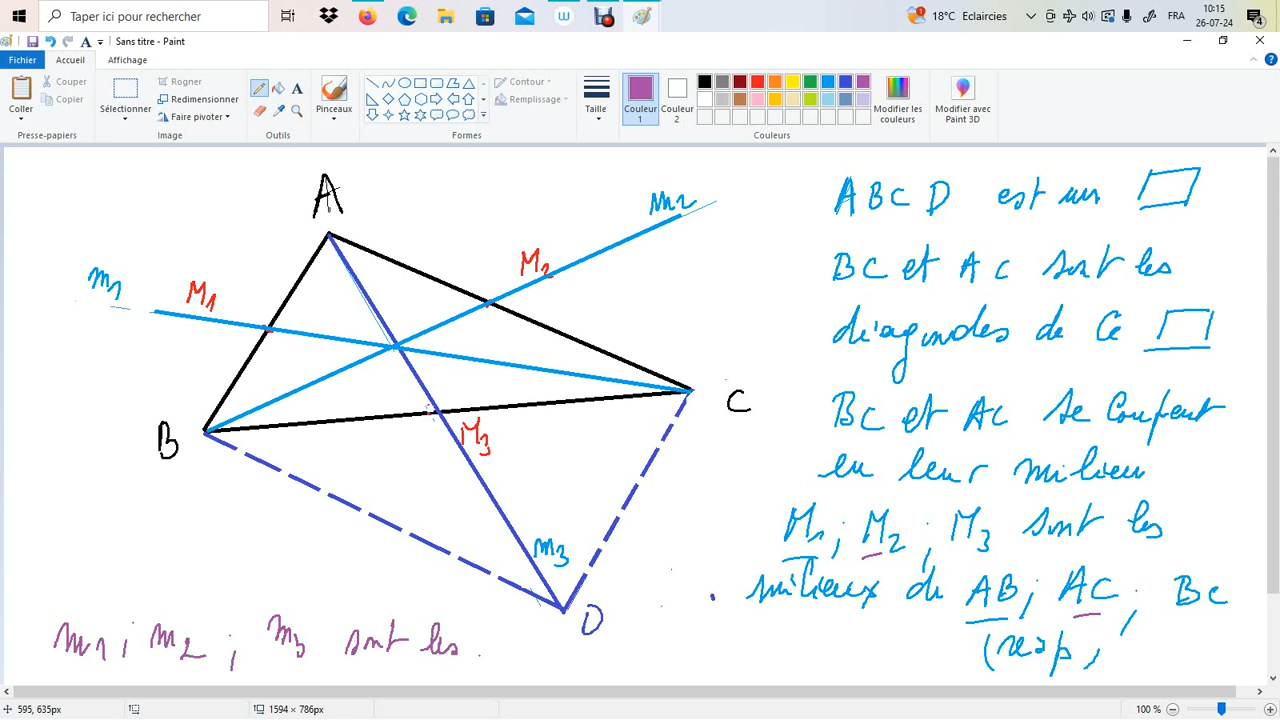 Taper ici pour rechercher
18°C Eclaircies
FRA
10:15
26-07-24
4
Sans titre - Paint
Fichier
Accueil
Affichage
Coller
Couper
Copier
Presse-papiers
Sélectionner
Rogner
Redimensionner
Faire pivoter
Image
A
Outils
Pinceaux
Contour
Remplissage
Formes
Taille
Couleur 1
Couleur 2
Modifier les couleurs
Couleurs
Modifier avec Paint 3D
A
m2
m1
M1
M2
B
C
M3
m3
D
m1 ; m2 ; m3 sont les
ABCD est un
BC et AC sont les
diagonales de Ce
BC et AC se Coupent
en leur milieu
M1 ; M2 ; M3 sont les
milieux de AB ; AC ; BC
(resp,
595, 635px
1594 × 786px
100 %